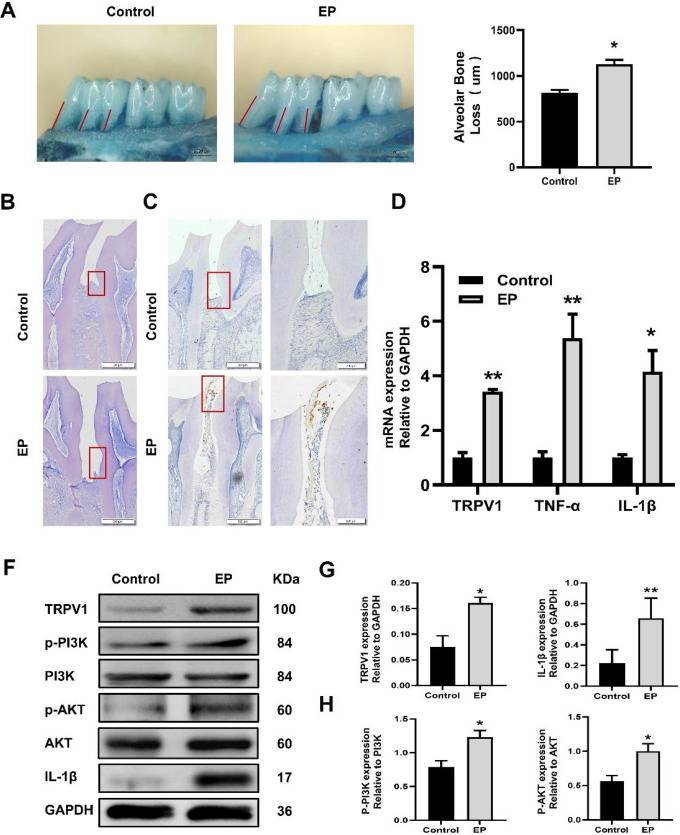 A
Control
EP
Alveolar Bone
Loss ( um)
1500
1000
500
0
*
Control
EP
B
C
D
Control
Control
EP
EP
mRNA expression
Relative to GAPDH
8
6
4
2
0
Control
EP
**
**
*
TRPV1
TNF-α
IL-1β
F
Control
EP
KDa
TRPV1
100
p-PI3K
84
PI3K
84
p-AKT
60
AKT
60
IL-1β
17
GAPDH
36
G
TRPV1 expression
Relative to GAPDH
0.20
0.15
0.10
0.05
0.00
*
Control
EP
IL-1β expression
Relative to GAPDH
1.0
0.8
0.6
0.4
0.2
0.0
**
Control
EP
H
P-PI3K expression
Relative to PI3K
1.5
1.0
0.5
0.0
*
Control
EP
P-AKT expression
Relative to AKT
1.5
1.0
0.5
0.0
*
Control
EP